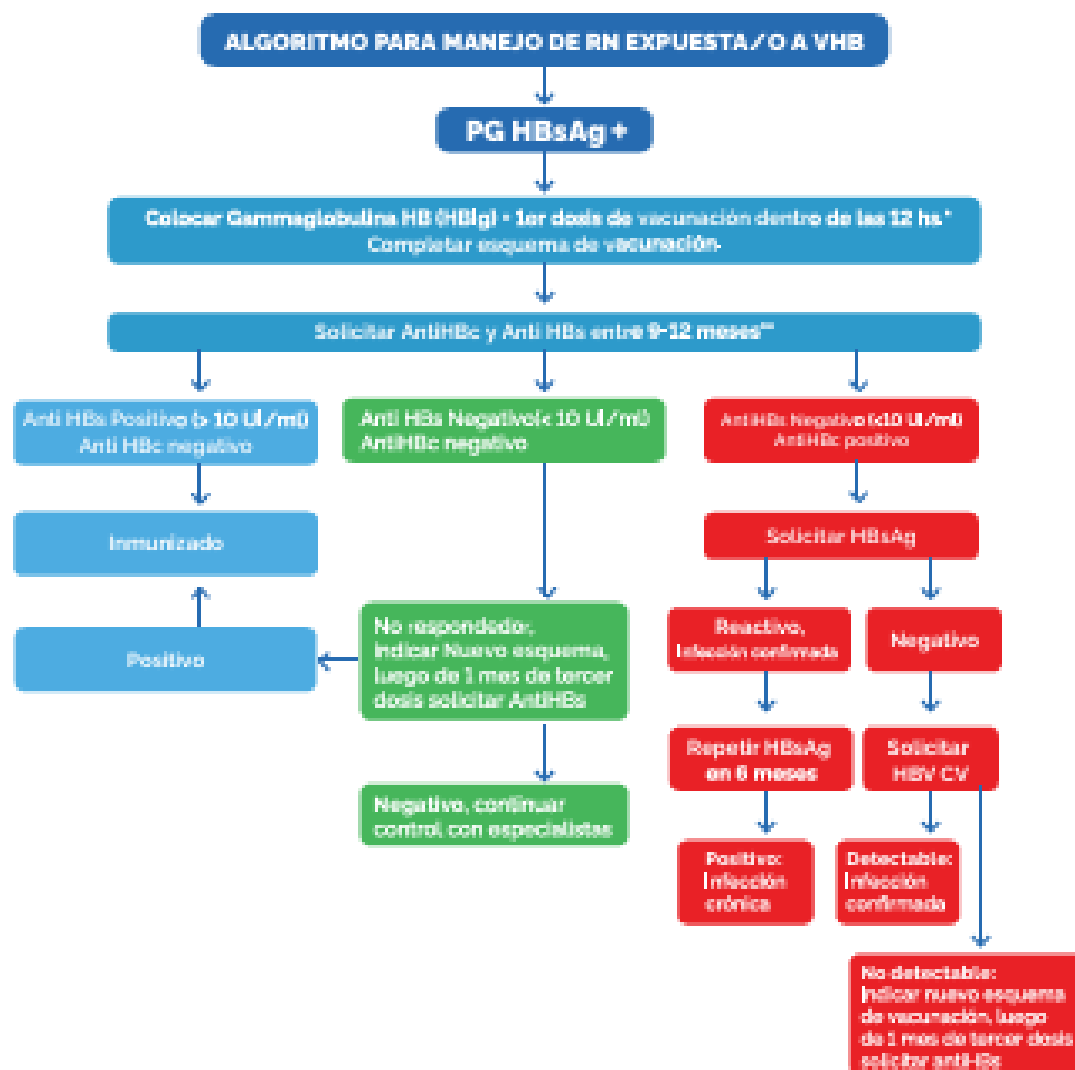 ALGORITMO PARA MANEJO DE RN EXPUESTA/O A VHB
PG HBsAg +
Colocar Gammaglobulina HB (HBIg) + 1er dosis de vacunación dentro de las 12 hs.*
Completar esquema de vacunación.
Solicitar AntiHBc y Anti HBs entre 9-12 meses**
Anti HBs Positivo (> 10 UI/ml)
Anti HBc negativo
Anti HBs Negativo(< 10 UI/ml)
AntiHBc negativo
AntiHBs Negativo (<10 UI/ml)
AntiHBc positivo
Inmunizado
Solicitar HBsAg
Positivo
No respondedor,
indicar Nuevo esquema,
luego de 1 mes de tercer
dosis solicitar AntiHBs
Reactivo,
Infección confirmada
Negativo
Repetir HBsAg
en 6 meses
Solicitar
HBV CV
Negativo, continuar
control con especialistas
Positivo:
Infección
crónica
Detectable:
Infección
confirmada
No detectable:
Indicar nuevo esquema
de vacunación, luego
de 1 mes de tercer dosis
solicitar antiHBs